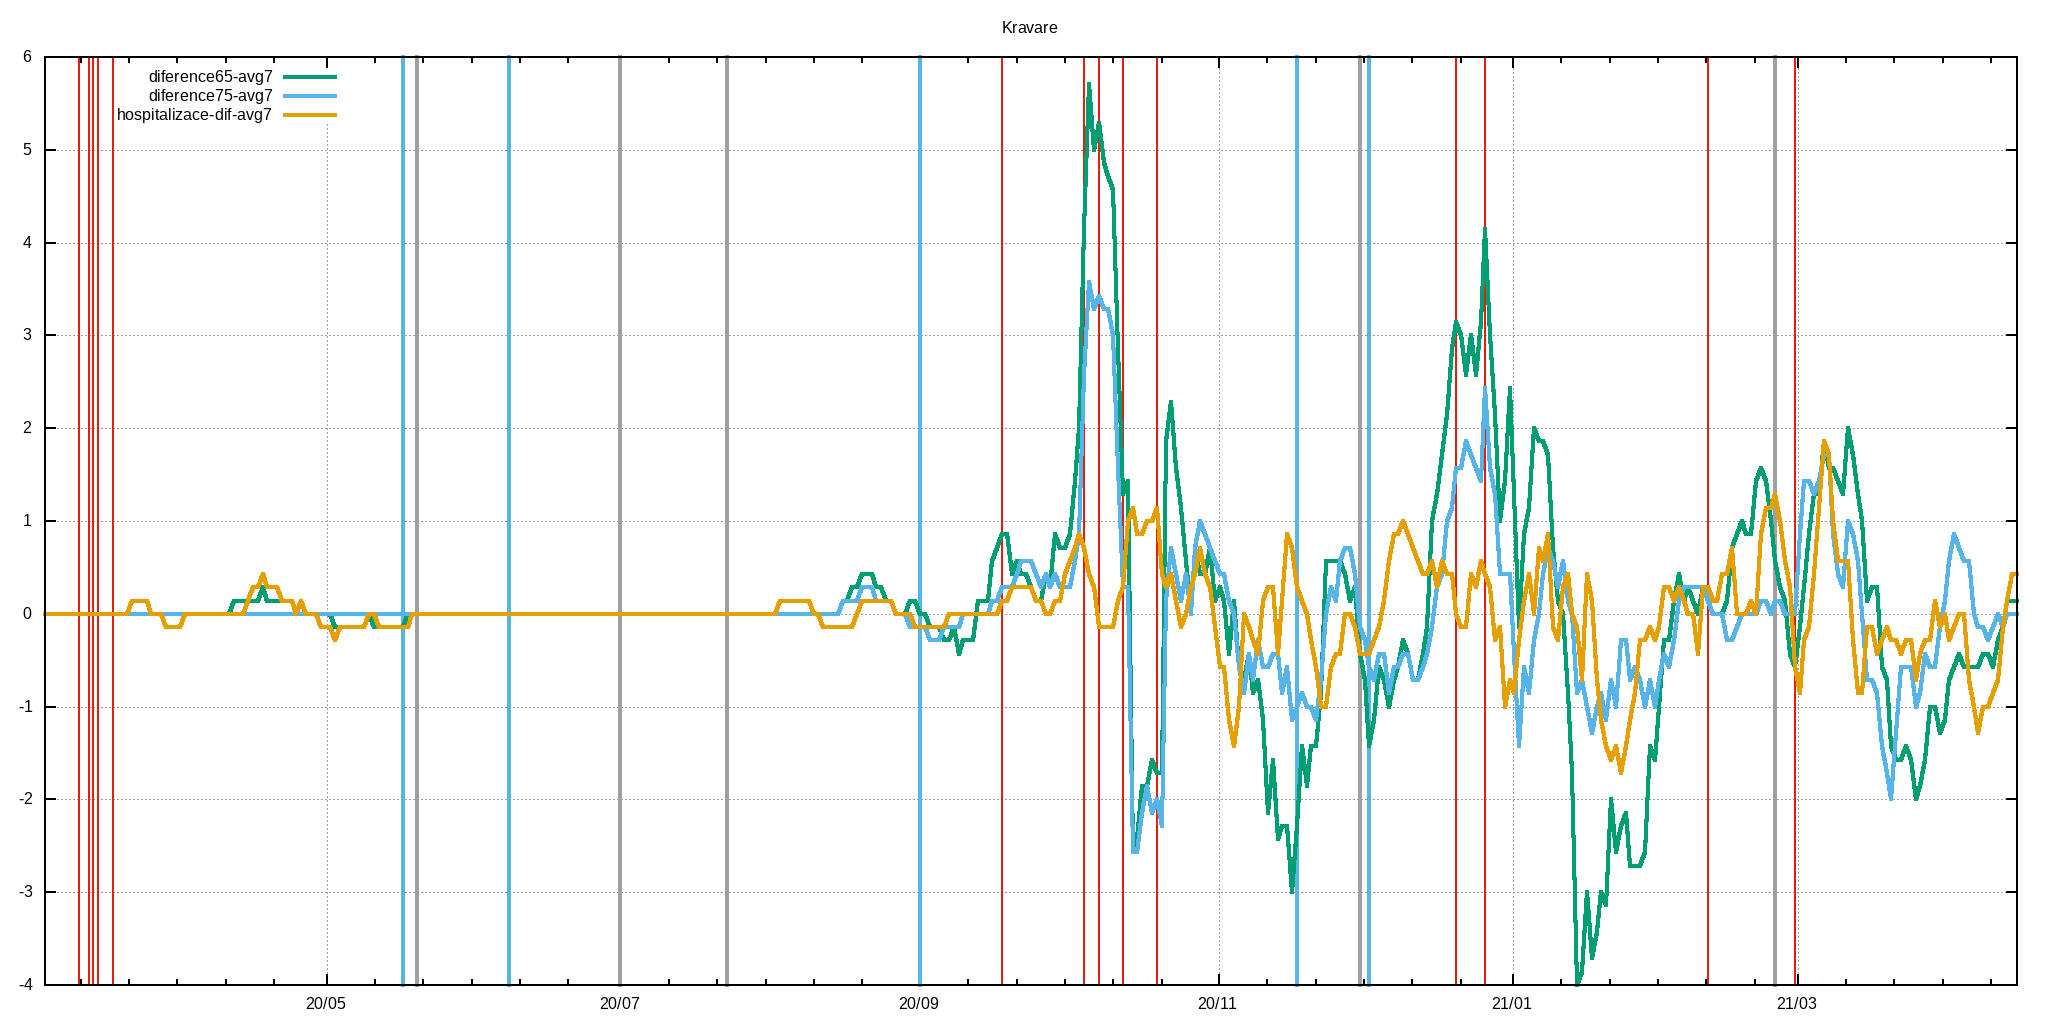 Kravare
diference65-avg7
diference75-avg7
hospitalizace-dif-avg7
6
5
4
3
2
1
0
-1
-2
-3
-4
20/05 20/07 20/09 20/11 21/01 21/03